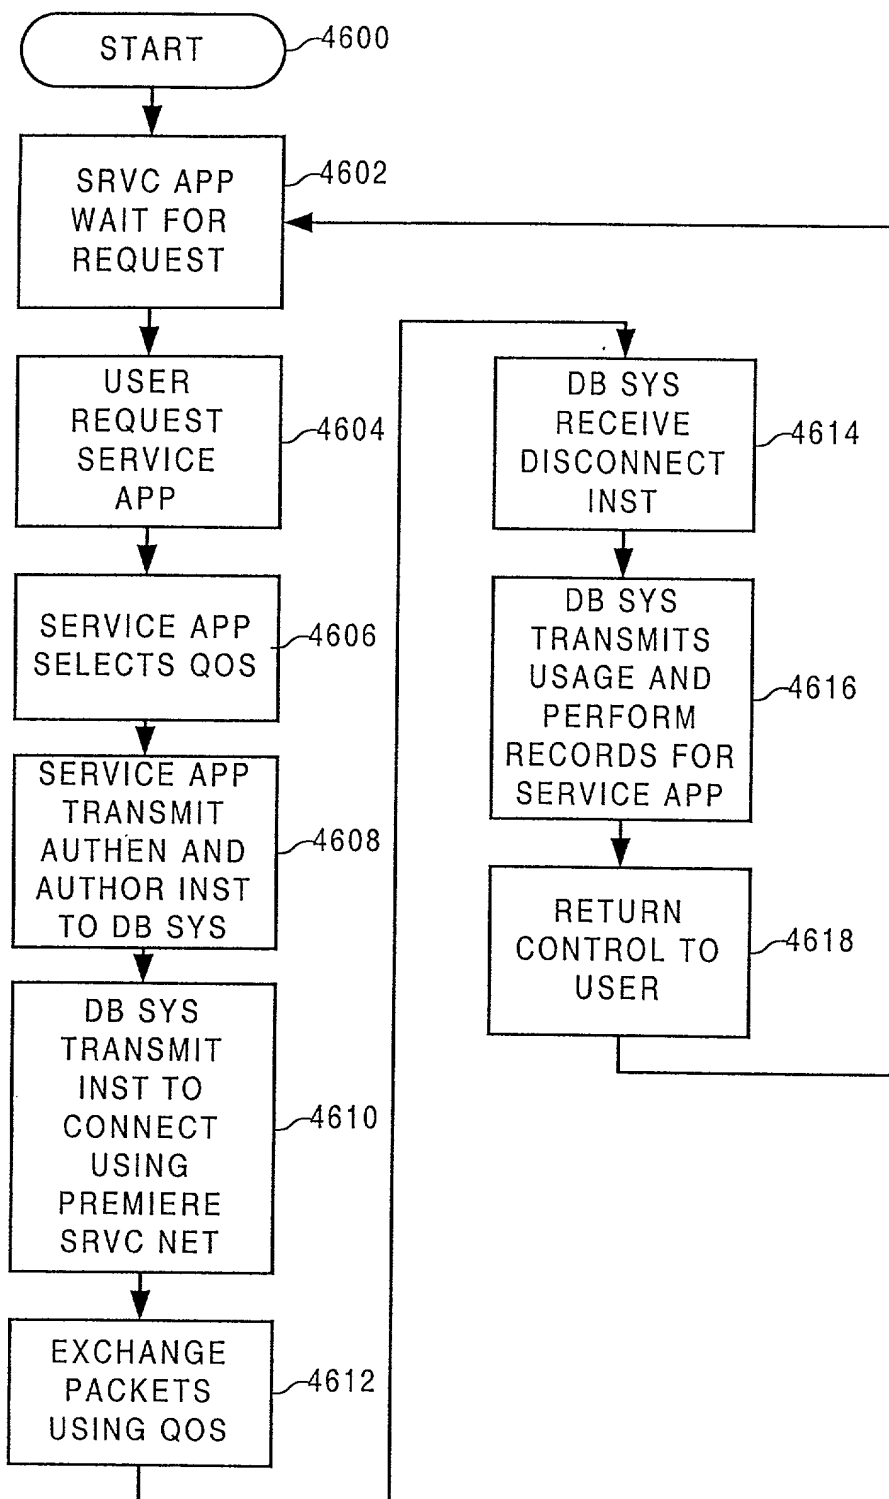 START
4600
SRVC APP
WAIT FOR
REQUEST
4602
USER
REQUEST
SERVICE
APP
4604
SERVICE APP
SELECTS QOS
4606
SERVICE APP
TRANSMIT
AUTHEN AND
AUTHOR INST
TO DB SYS
4608
DB SYS
TRANSMIT
INST TO
CONNECT
USING
PREMIERE
SRVC NET
4610
EXCHANGE
PACKETS
USING QOS
4612
DB SYS
RECEIVE
DISCONNECT
INST
4614
DB SYS
TRANSMITS
USAGE AND
PERFORM
RECORDS FOR
SERVICE APP
4616
RETURN
CONTROL TO
USER
4618